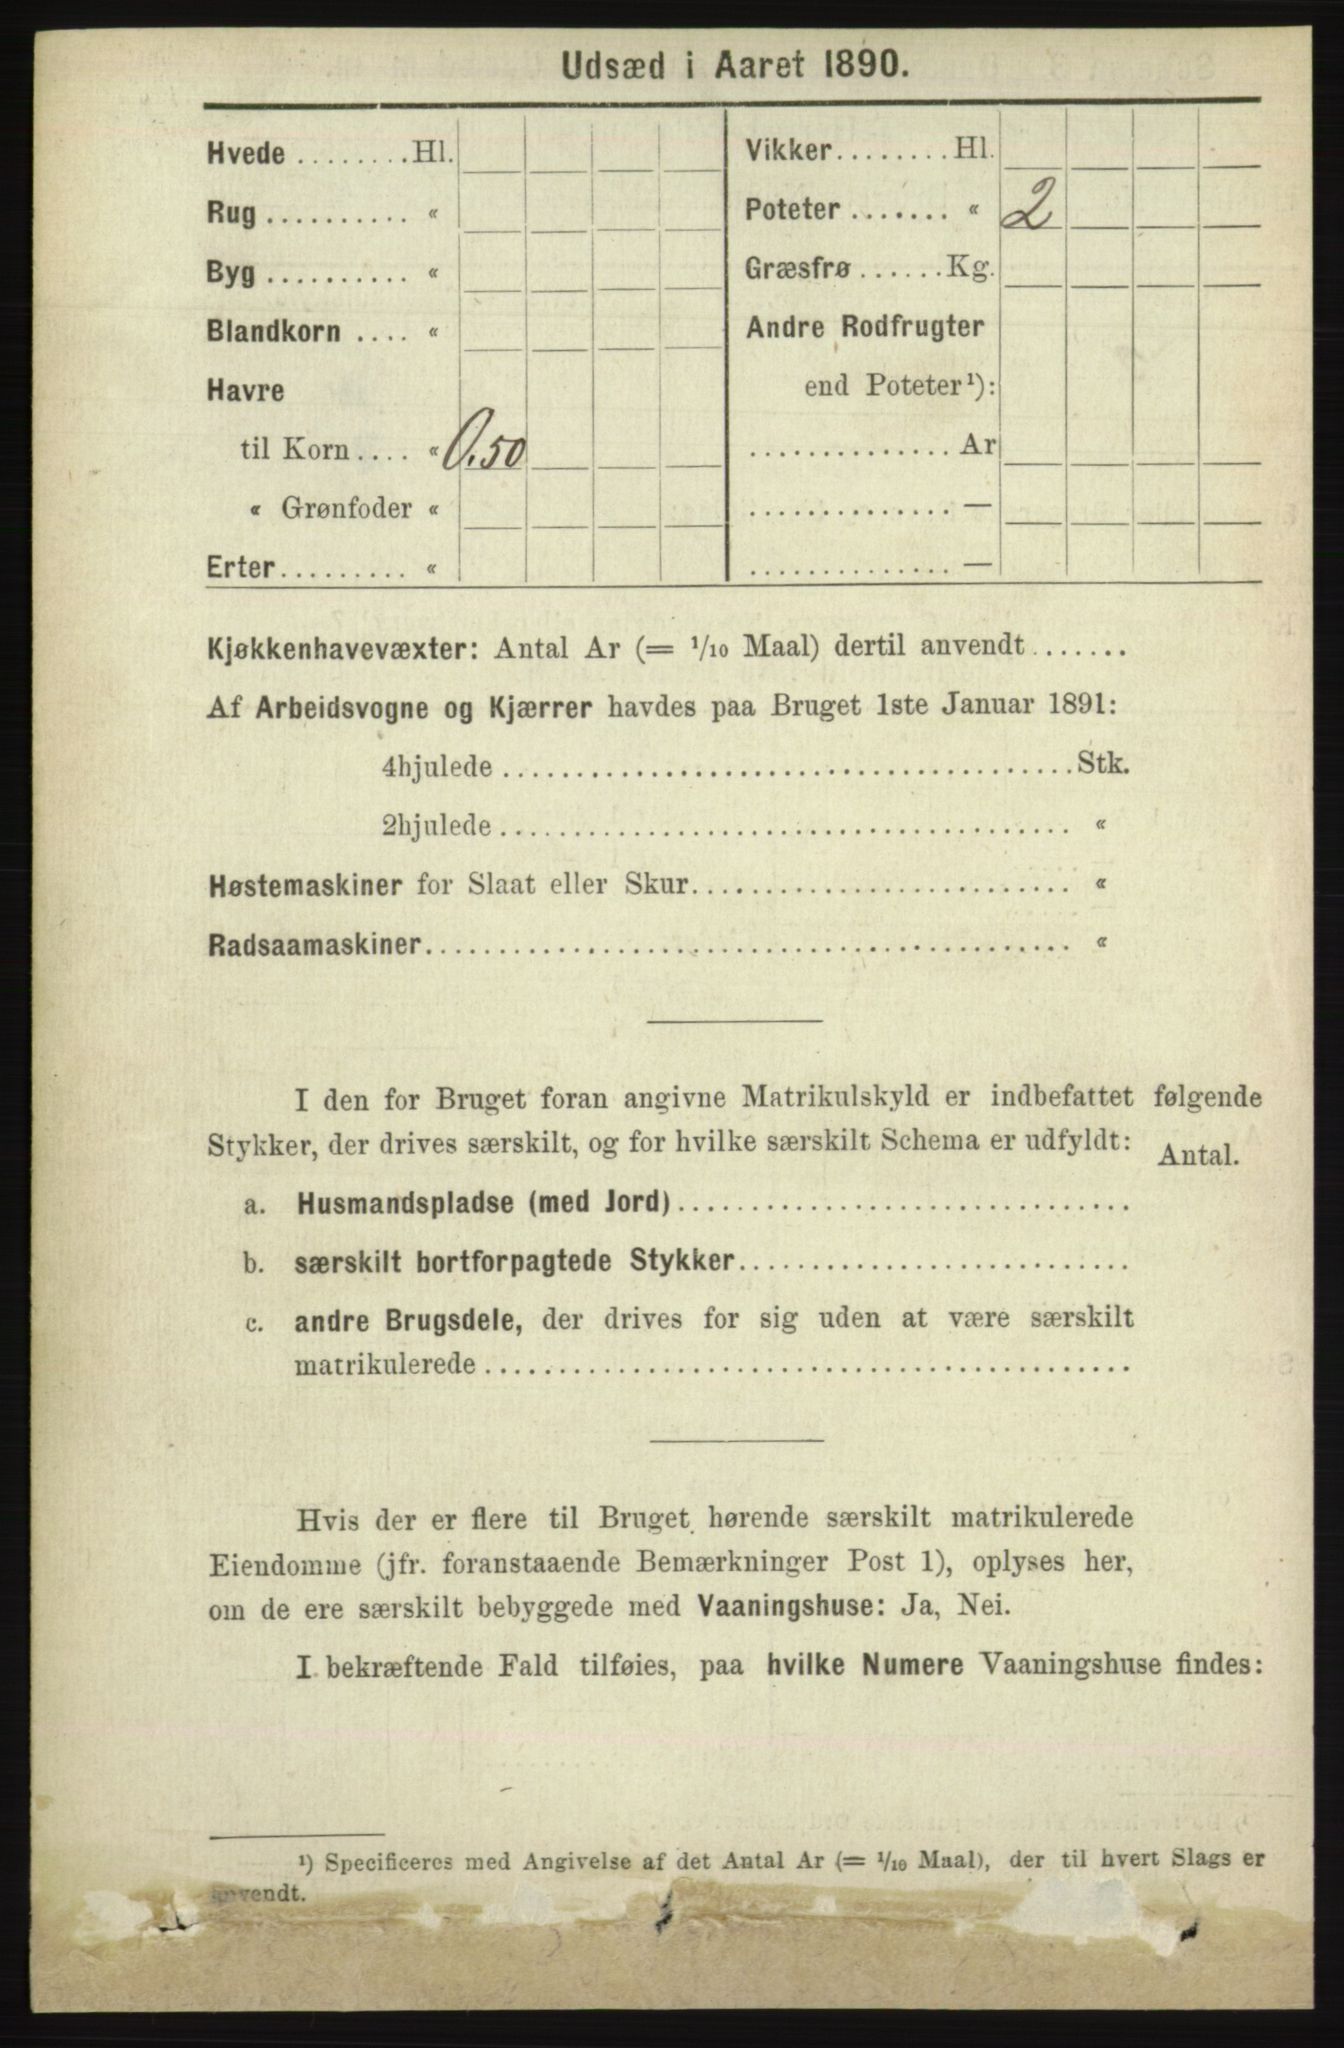 Udsæd i Aaret 1890.
Hvede ........ Hl.
Rug .......... «
Byg .......... «
Blandkorn .... «
Havre
til Korn .... « 0.50
« Grønfoder «
Erter ......... «
Vikker ........ Hl.
Poteter ....... « 2
Græsfrø ...... Kg.
Andre Rodfrugter
end Poteter¹):
.............. Ar
.............. —
.............. —
Kjøkkenhavevæxter: Antal Ar (= 1/10 Maal) dertil anvendt .......
Af Arbeidsvogne og Kjærrer havdes paa Bruget 1ste Januar 1891:
4hjulede ........................................ Stk.
2hjulede ........................................ «
Høstemaskiner for Slaat eller Skur .......................... «
Radsaamaskiner ............................................ «
I den for Bruget foran angivne Matrikulskyld er indbefattet følgende
Stykker, der drives særskilt, og for hvilke særskilt Schema er udfyldt: Antal.
a. Husmandspladse (med Jord) ...............................
b. særskilt bortforpagtede Stykker ...........................
c. andre Brugsdele, der drives for sig uden at være særskilt
matrikulerede ............................................
Hvis der er flere til Bruget hørende særskilt matrikulerede
Eiendomme (jfr. foranstaaende Bemærkninger Post 1), oplyses her,
om de ere særskilt bebyggede med Vaaningshuse: Ja, Nei.
I bekræftende Fald tilføies, paa hvilke Numere Vaaningshuse findes:
¹) Specificeres med Angivelse af det Antal Ar (= 1/10 Maal), der til hvert Slags er
anvendt.